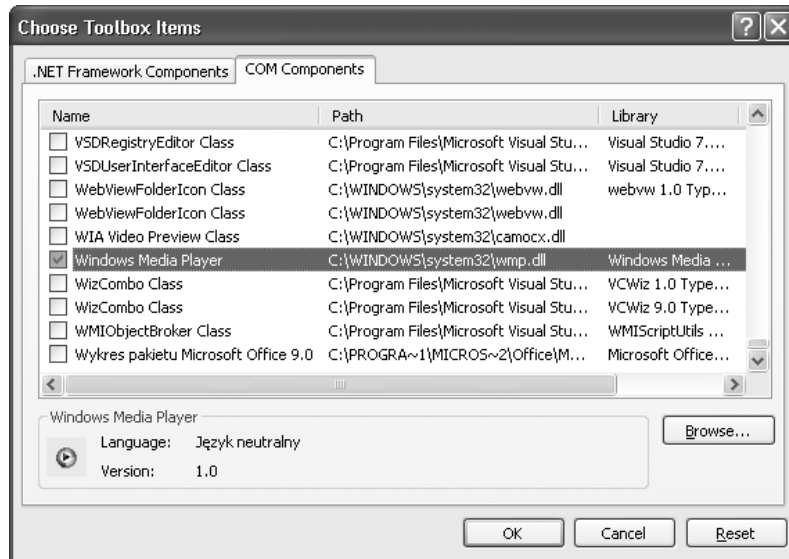 Choose Toolbox Items
.NET Framework Components COM Components
Name Path Library
VSDRegistryEditor Class C:\Program Files\Microsoft Visual Stu... Visual Studio 7....
VSDUserInterfaceEditor Class C:\Program Files\Microsoft Visual Stu... Visual Studio 7....
WebViewFolderIcon Class C:\WINDOWS\system32\webvw.dll webvw 1.0 Typ...
WebViewFolderIcon Class C:\WINDOWS\system32\webvw.dll
WIA Video Preview Class C:\WINDOWS\system32\camocx.dll
Windows Media Player C:\WINDOWS\system32\wmp.dll Windows Media ...
WizCombo Class C:\Program Files\Microsoft Visual Stu... VCWiz 1.0 Type...
WizCombo Class C:\Program Files\Microsoft Visual Stu... VCWiz 9.0 Type...
WMIObjectBroker Class C:\Program Files\Microsoft Visual Stu... WMIScriptUtils ...
Wykres pakietu Microsoft Office 9.0 C:\PROGRA~1\MICROS~2\Office\M... Microsoft Office...
Windows Media Player
Browse...
Language: Język neutralny
Version: 1.0
OK Cancel Reset